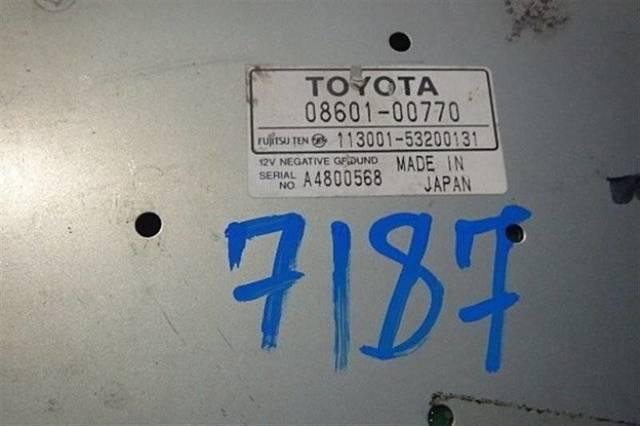 TOYOTA
08601-00770
FUJITSU TEN 113001-53200131
12V NEGATIVE GROUND MADE IN
SERIAL NO. A4800568 JAPAN
7187